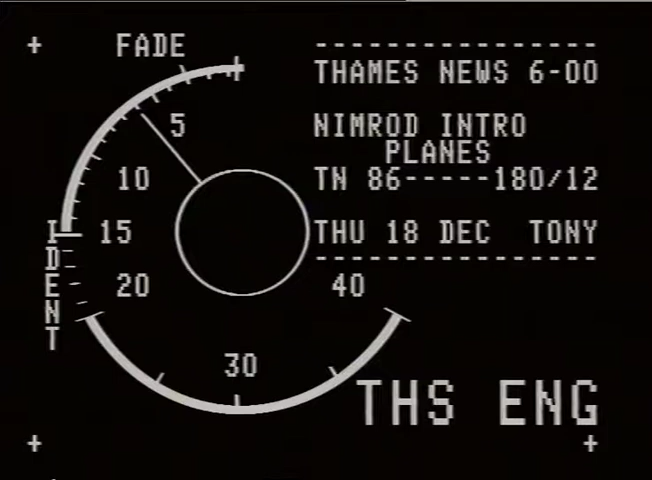 FADE
----------------
THAMES NEWS 6-00
NIMROD INTRO
PLANES
TN 86-----180/12
THU 18 DEC TONY
----------------
5
10
15
20
30
40
IDENT
THS ENG